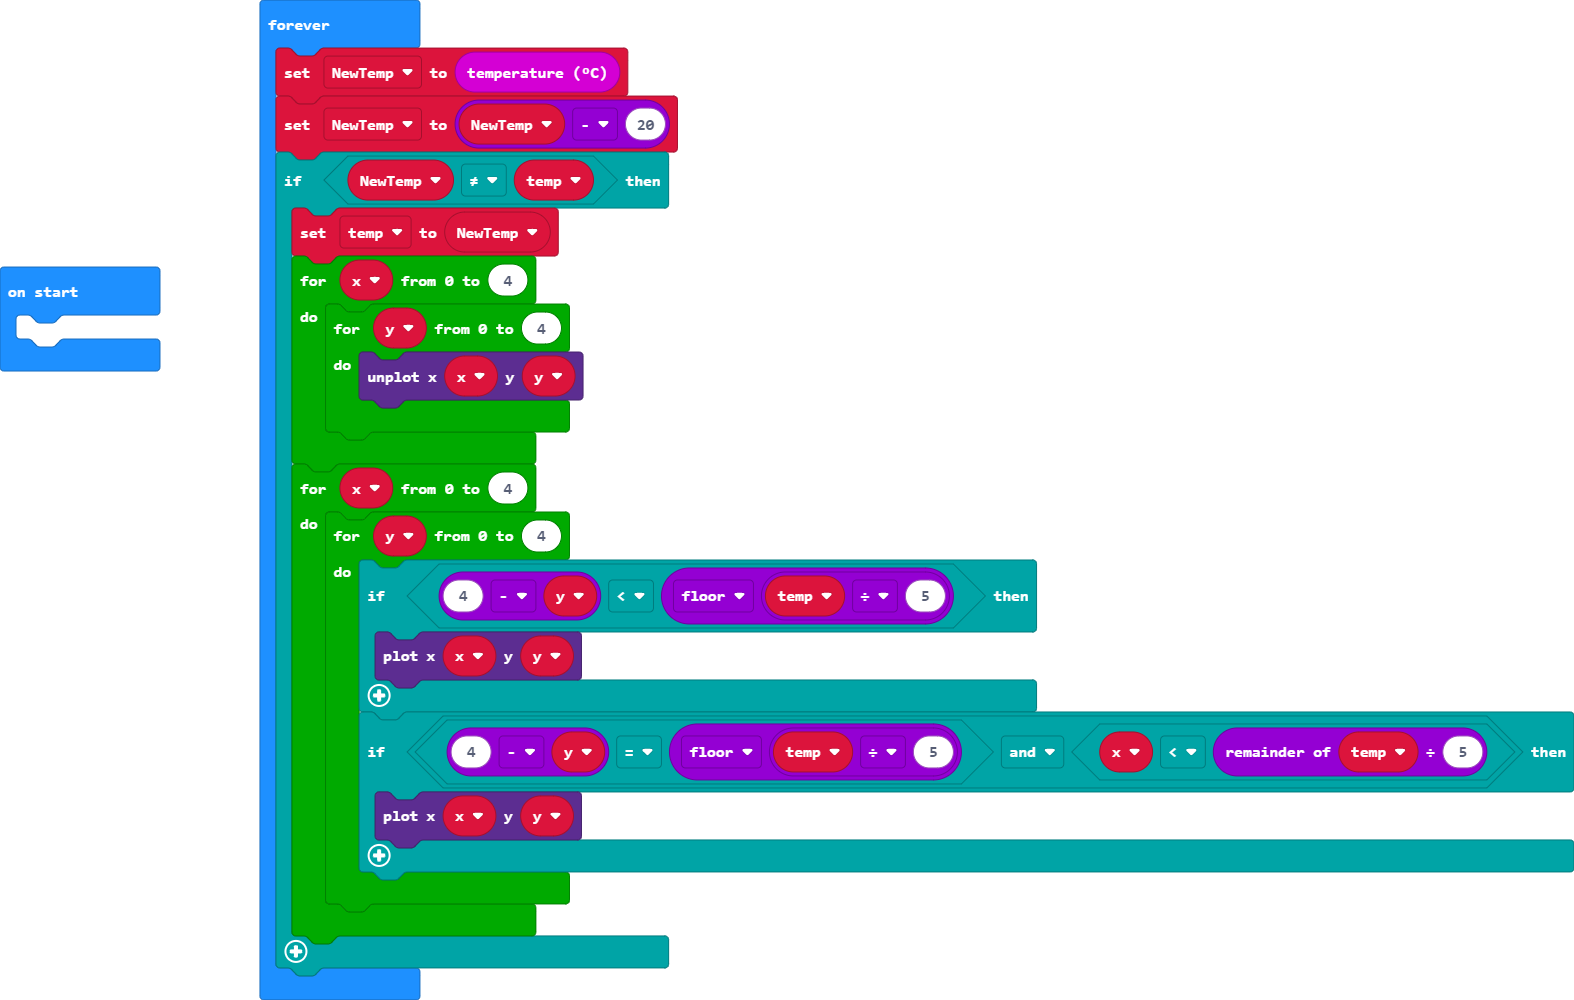 forever
set NewTemp to temperature (ºC)
set NewTemp to NewTemp - 20
if NewTemp ≠ temp then
set temp to NewTemp
for x from 0 to 4
on start
do for y from 0 to 4
do unplot x x y y
for x from 0 to 4
do for y from 0 to 4
do if 4 - y < floor temp ÷ 5 then
plot x x y y
if 4 - y = floor temp ÷ 5 and x < remainder of temp ÷ 5 then
plot x x y y